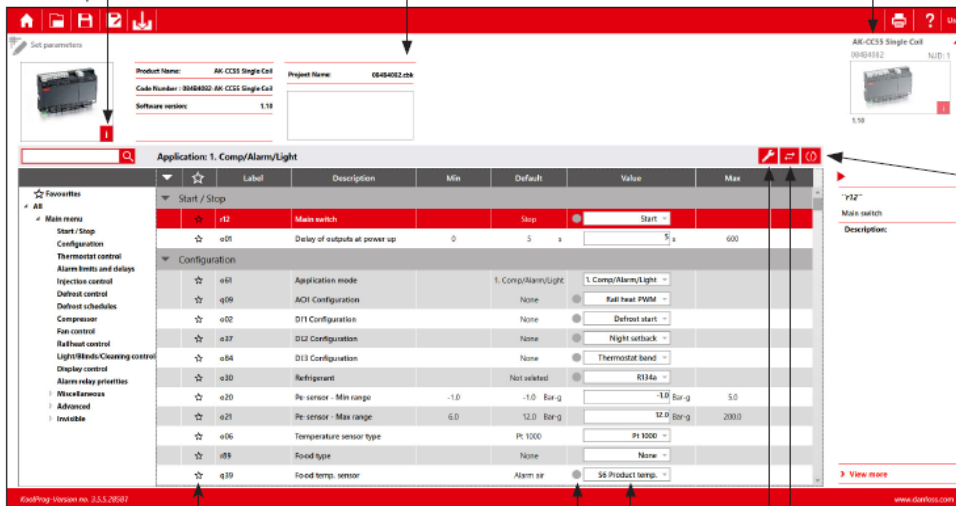 ? Us
Set parameters
AK-CC55 Single Coil
084B4082 NJD: 1
Product Name: AK-CC55 Single Coil
Code Number : 084B4082-AK-CC55 Single Coil
Software version: 1.10
Project Name: 084B4082.cbk
1.10
Application: 1. Comp/Alarm/Light
Label Description Min Default Value Max
Favourites
All
Main menu
Start / Stop
Configuration
Thermostat control
Alarm limits and delays
Injection control
Defrost control
Defrost schedules
Compressor
Fan control
Railheat control
Light/Blinds/Cleaning control
Display control
Alarm relay priorities
Miscellaneous
Advanced
Invisible
Start / Stop
r12 Main switch Stop Start
o01 Delay of outputs at power up 0 5 s 5 s 600
Configuration
o61 Application mode 1. Comp/Alarm/Light 1. Comp/Alarm/Light
q09 AO1 Configuration None Rail heat PWM
o02 DI1 Configuration None Defrost start
o37 DI2 Configuration None Night setback
o84 DI3 Configuration None Thermostat band
o30 Refrigerant Not seleted R134a
o20 Pe-sensor - Min range -1.0 -1.0 Bar-g -1.0 Bar-g 5.0
o21 Pe-sensor - Max range 6.0 12.0 Bar-g 12.0 Bar-g 200.0
o06 Temperature sensor type Pt 1000 Pt 1000
r89 Food type None None
q39 Food temp. sensor Alarm air S6 Product temp.
"r12"
Main switch
Description:
View more
KoolProg-Version no. 3.5.5.28587
www.danfoss.com